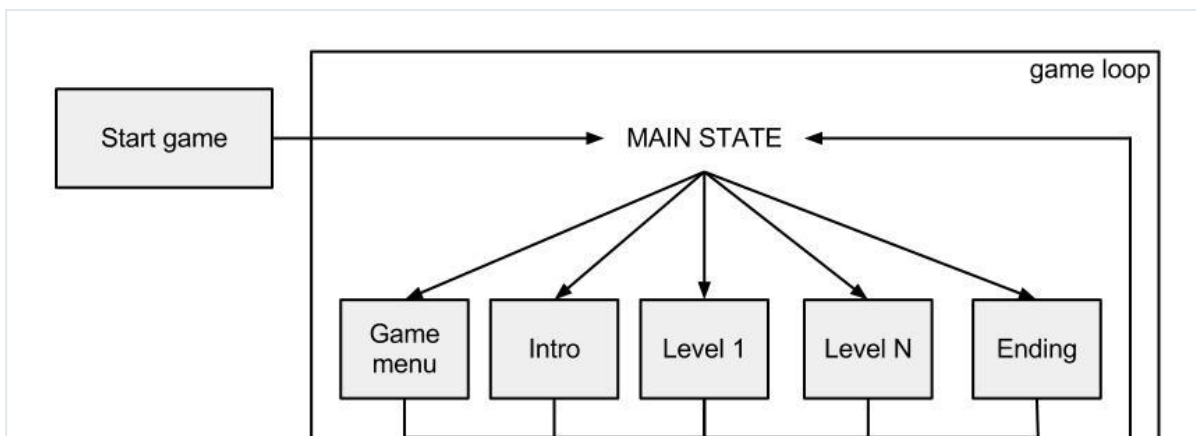 game loop
Start game
MAIN STATE
Game
menu
Intro
Level 1
Level N
Ending